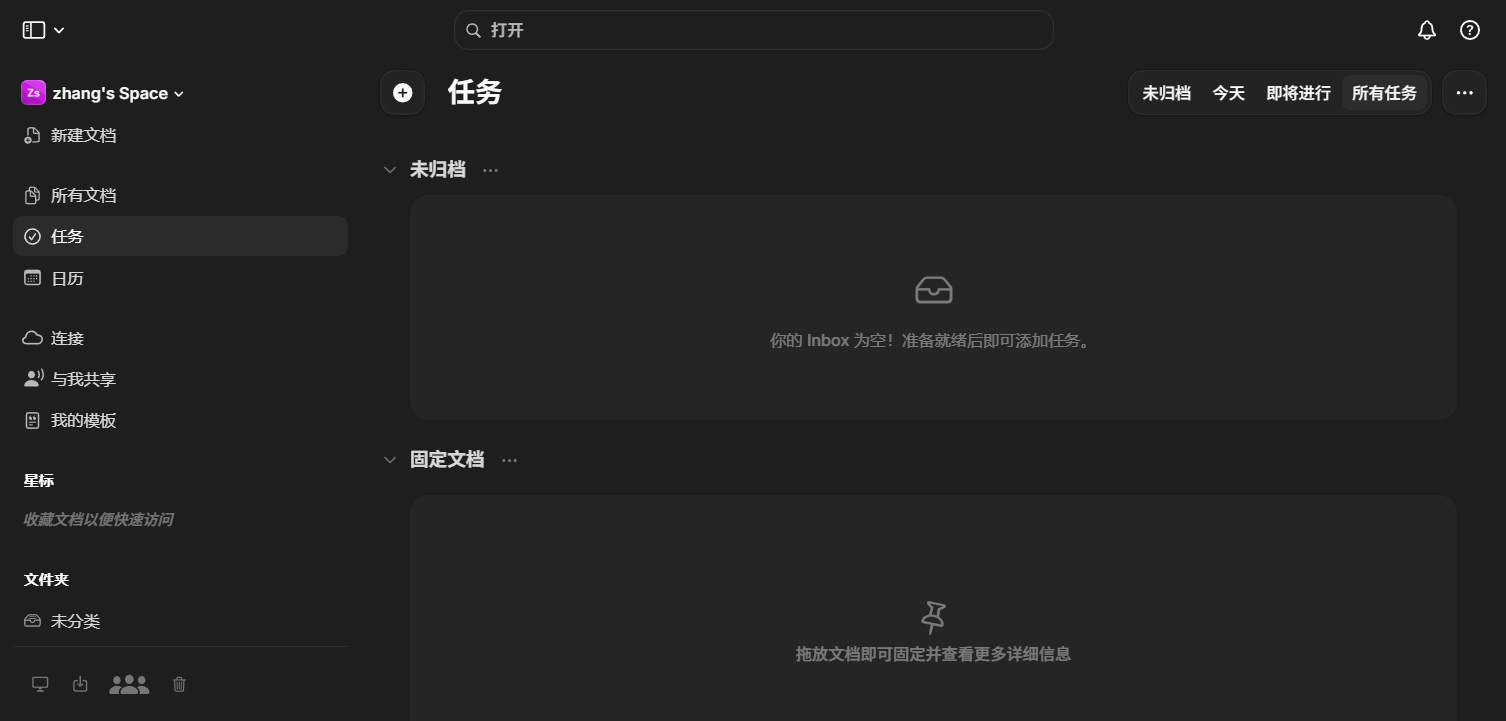 打开
Zs zhang's Space
新建文档
所有文档
任务
日历
连接
与我共享
我的模板
星标
收藏文档以便快速访问
文件夹
未分类
任务
未归档 今天 即将进行 所有任务
未归档
你的 Inbox 为空！准备就绪后即可添加任务。
固定文档
拖放文档即可固定并查看更多详细信息